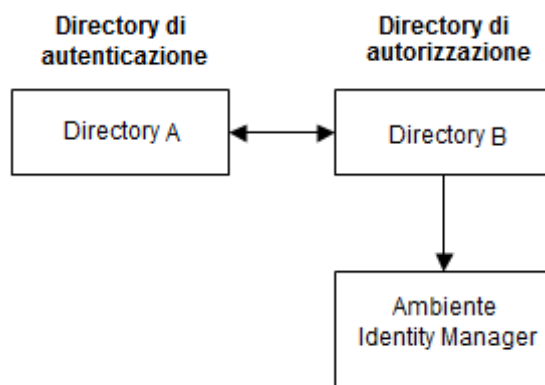 Directory di
autenticazione
Directory di
autorizzazione
Directory A
Directory B
Ambiente
Identity Manager